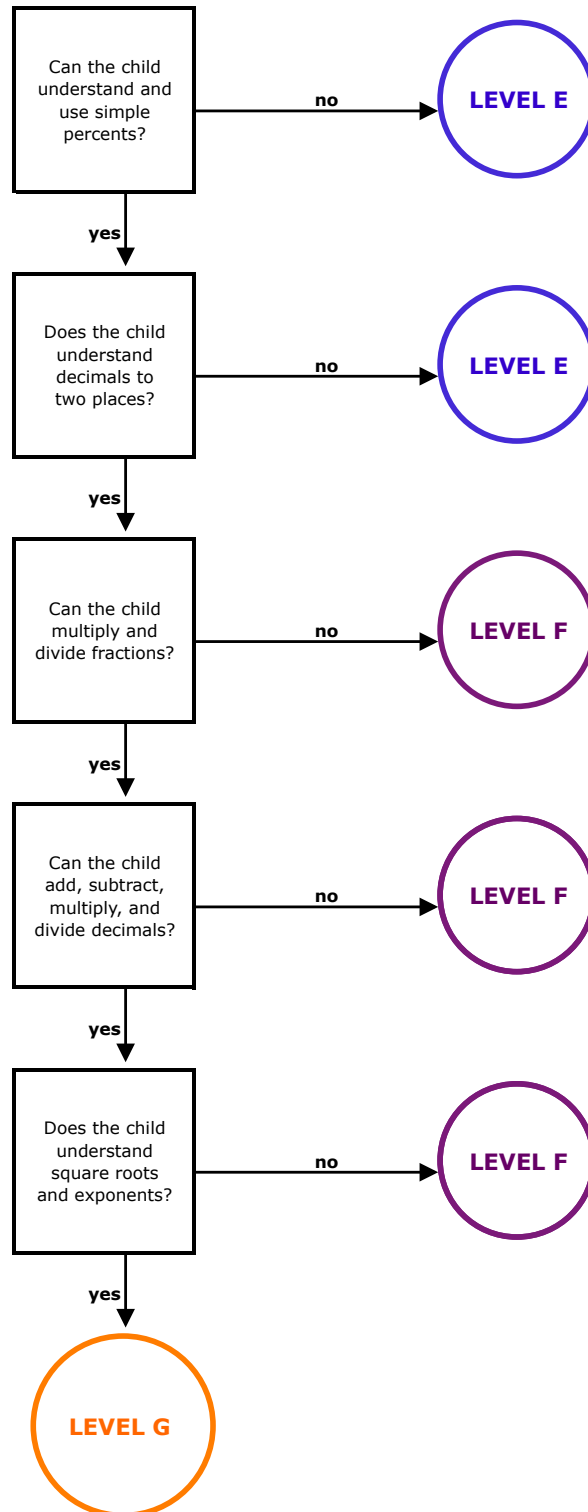 Can the child
understand and
use simple
percents?
no
LEVEL E
yes
Does the child
understand
decimals to
two places?
no
LEVEL E
yes
Can the child
multiply and
divide fractions?
no
LEVEL F
yes
Can the child
add, subtract,
multiply, and
divide decimals?
no
LEVEL F
yes
Does the child
understand
square roots
and exponents?
no
LEVEL F
yes
LEVEL G